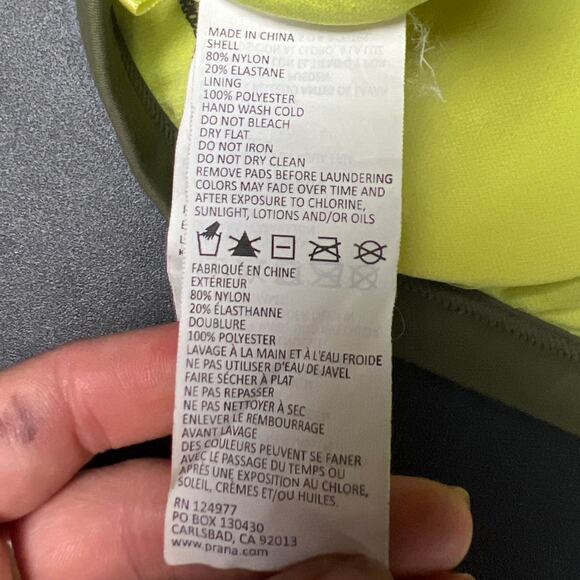 MADE IN CHINA
SHELL
80% NYLON
20% ELASTANE
LINING
100% POLYESTER
HAND WASH COLD
DO NOT BLEACH
DRY FLAT
DO NOT IRON
DO NOT DRY CLEAN
REMOVE PADS BEFORE LAUNDERING
COLORS MAY FADE OVER TIME AND
AFTER EXPOSURE TO CHLORINE,
SUNLIGHT, LOTIONS AND/OR OILS
FABRIQUÉ EN CHINE
EXTÉRIEUR
80% NYLON
20% ÉLASTHANNE
DOUBLURE
100% POLYESTER
LAVAGE À LA MAIN ET À L'EAU FROIDE
NE PAS UTILISER D'EAU DE JAVEL
FAIRE SÉCHER À PLAT
NE PAS REPASSER
NE PAS NETTOYER À SEC
ENLEVER LE REMBOURRAGE
AVANT LAVAGE
DES COULEURS PEUVENT SE FANER
AVEC LE PASSAGE DU TEMPS OU
APRÈS UNE EXPOSITION AU CHLORE,
SOLEIL, CRÈMES ET/OU HUILES.
RN 124977
PO BOX 130430
CARLSBAD, CA 92013
www.prana.com